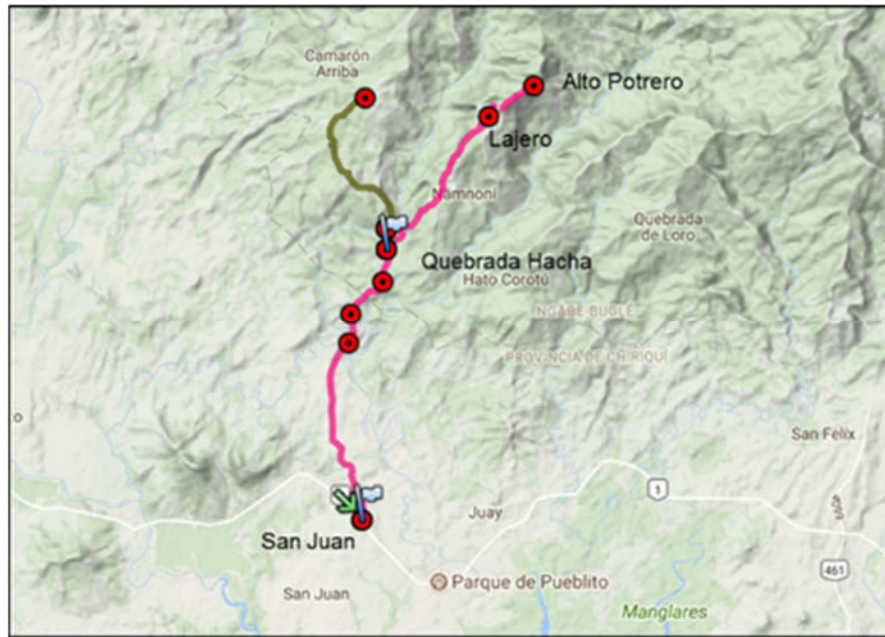 Camarón
Arriba
Alto Potrero
Lajero
Namnoni
Quebrada
de Loro
Quebrada Hacha
Hato Corotú
NGÄBE-BUGLÉ
PROVINCIA DE CHIRIQUÍ
ro
San Félix
1
Juay
San Juan
461
Parque de Pueblito
San Juan
Manglares